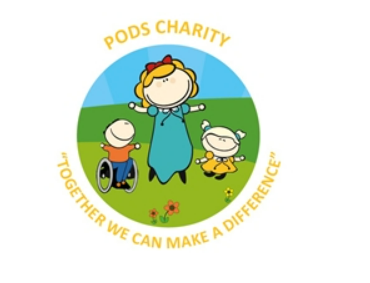 PODS CHARITY
"TOGETHER WE CAN MAKE A DIFFERENCE"